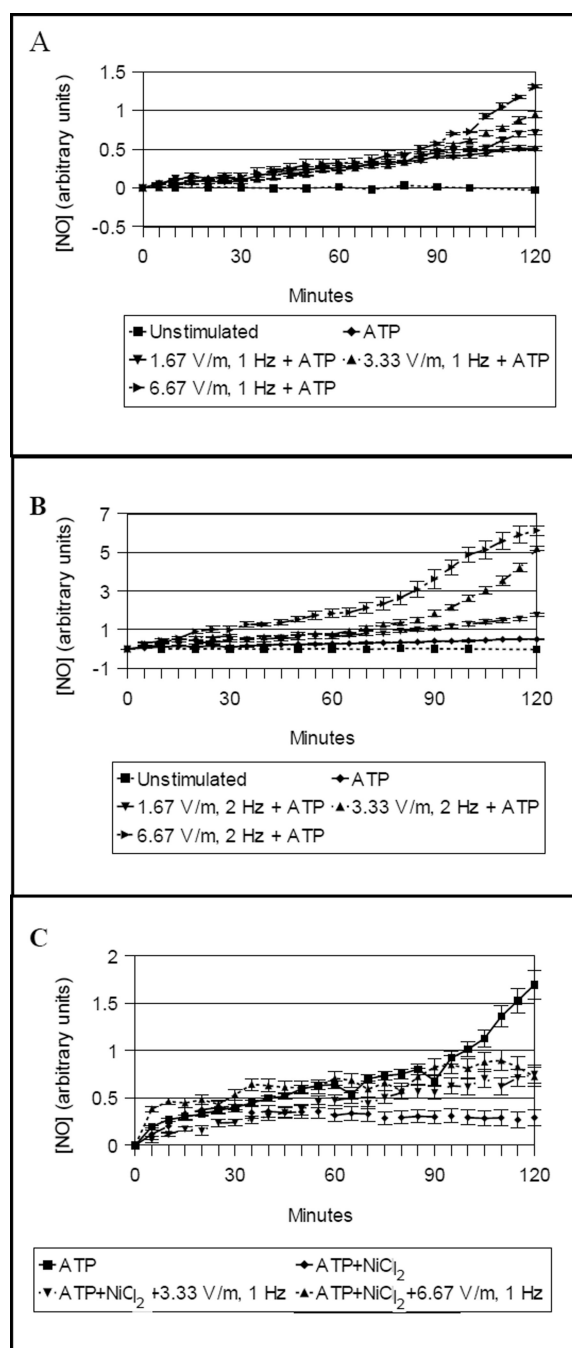 A
1.5
1
0.5
0
-0.5
[NO] (arbitrary units)
0 30 60 90 120
Minutes
Unstimulated ATP
1.67 V/m, 1 Hz + ATP 3.33 V/m, 1 Hz + ATP
6.67 V/m, 1 Hz + ATP
B
7
5
3
1
-1
[NO] (arbitrary units)
0 30 60 90 120
Minutes
Unstimulated ATP
1.67 V/m, 2 Hz + ATP 3.33 V/m, 2 Hz + ATP
6.67 V/m, 2 Hz + ATP
C
2
1.5
1
0.5
0
[NO] (arbitrary units)
0 30 60 90 120
Minutes
ATP ATP+NiCl2
ATP+NiCl2 +3.33 V/m, 1 Hz ATP+NiCl2+6.67 V/m, 1 Hz